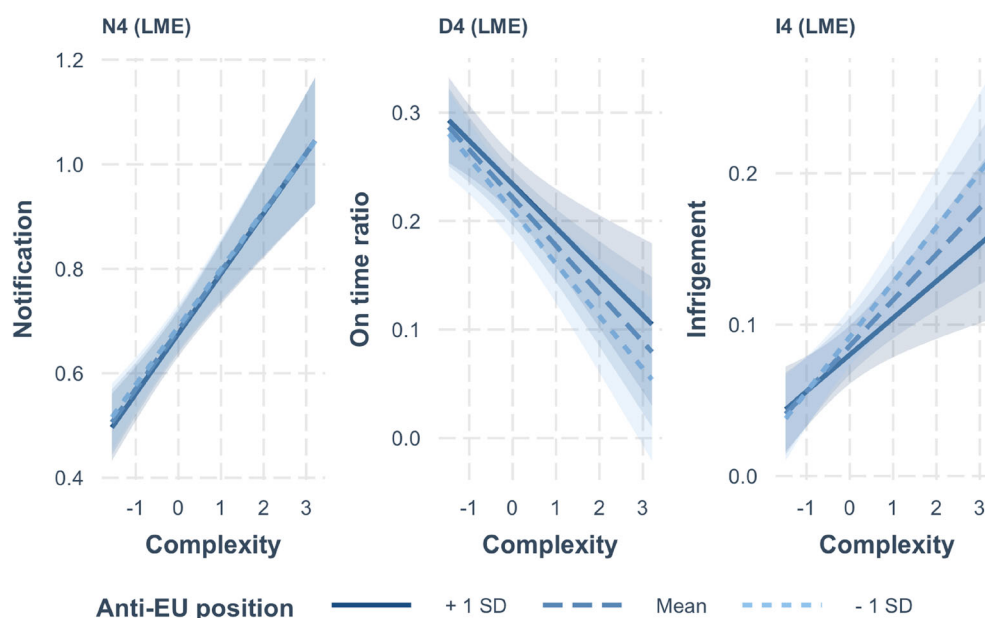 N4 (LME)
D4 (LME)
I4 (LME)
1.2
1.0
0.8
0.6
0.4
Notification
-1 0 1 2 3
Complexity
0.3
0.2
0.1
0.0
On time ratio
-1 0 1 2 3
Complexity
0.2
0.1
0.0
Infrigement
-1 0 1 2 3
Complexity
Anti-EU position + 1 SD Mean - 1 SD